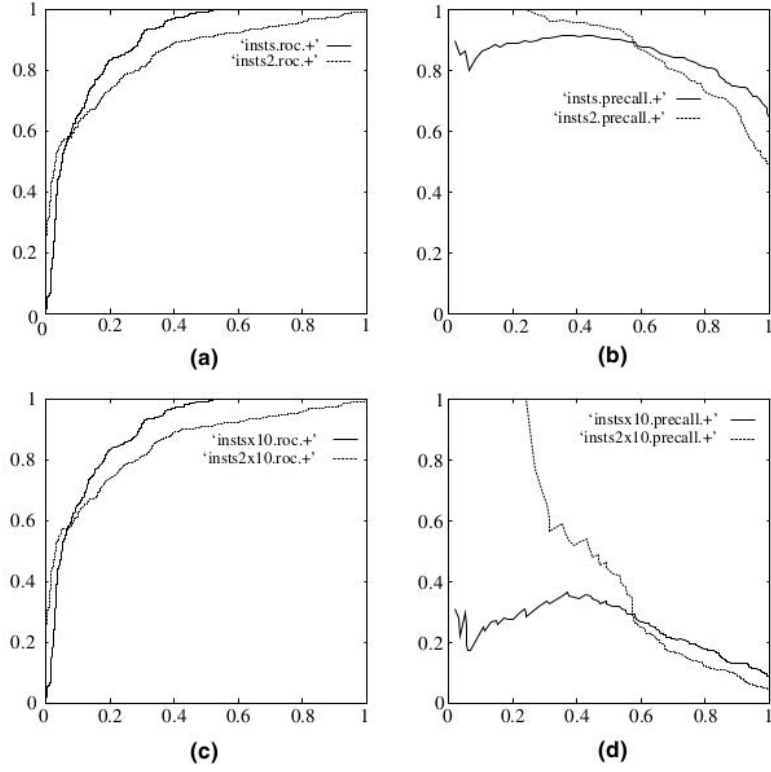 1
'insts.roc.+'
'insts2.roc.+'
0.8
0.6
0.4
0.2
0
0 0.2 0.4 0.6 0.8 1
(a)
1
0.8
'insts.precall.+'
'insts2.precall.+'
0.6
0.4
0.2
0
0 0.2 0.4 0.6 0.8 1
(b)
1
'instsx10.roc.+'
'insts2x10.roc.+'
0.8
0.6
0.4
0.2
0
0 0.2 0.4 0.6 0.8 1
(c)
1
'instsx10.precall.+'
'insts2x10.precall.+'
0.8
0.6
0.4
0.2
0
0 0.2 0.4 0.6 0.8 1
(d)